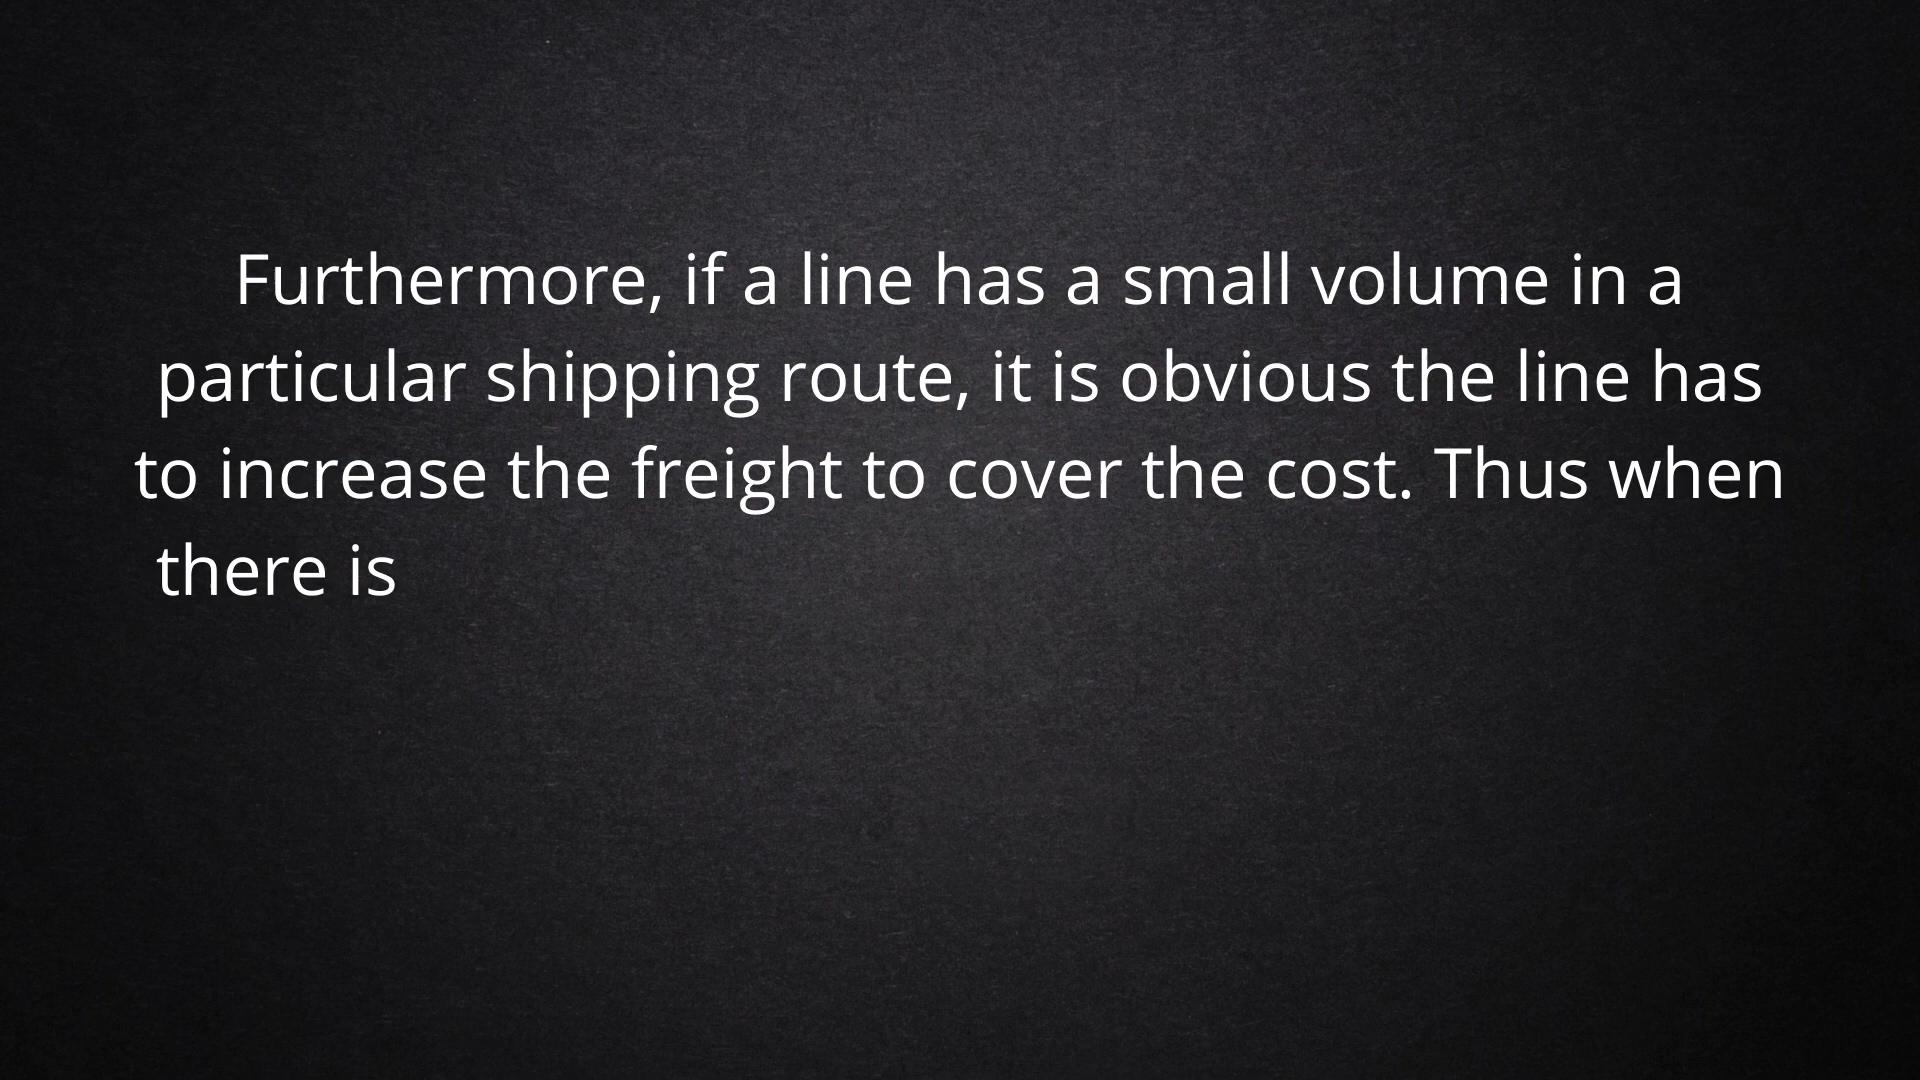 Furthermore, if a line has a small volume in a
particular shipping route, it is obvious the line has
to increase the freight to cover the cost. Thus when
there is